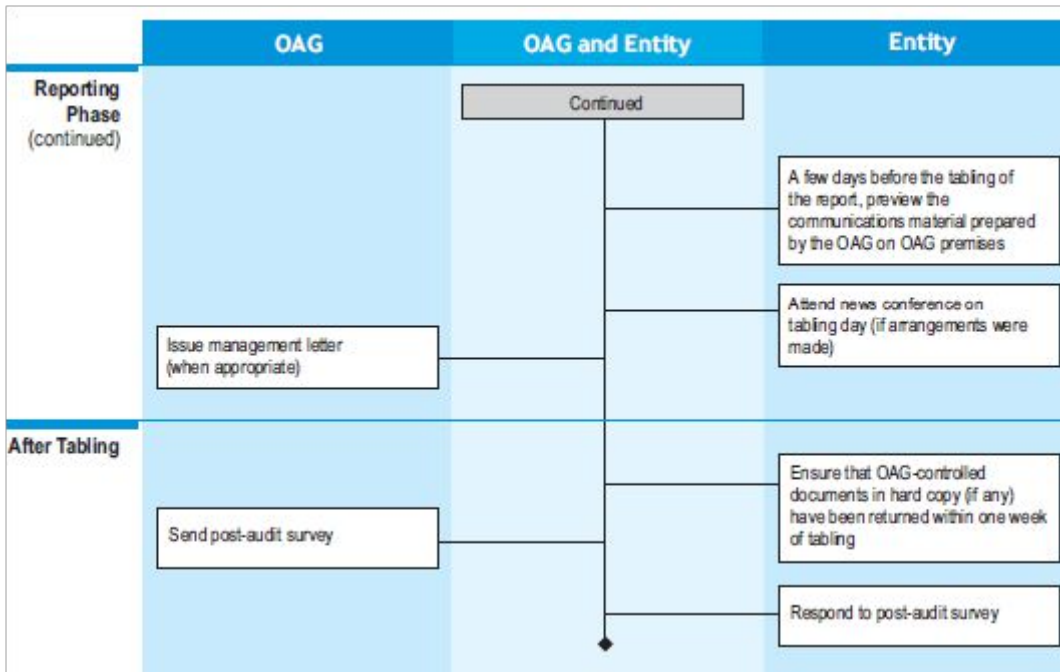 OAG
OAG and Entity
Entity
Reporting
Phase
(continued)
Continued
A few days before the tabling of
the report, preview the
communications material prepared
by the OAG on OAG premises
Attend news conference on
tabling day (if arrangements were
made)
Issue management letter
(when appropriate)
After Tabling
Ensure that OAG-controlled
documents in hard copy (if any)
have been returned within one week
of tabling
Send post-audit survey
Respond to post-audit survey